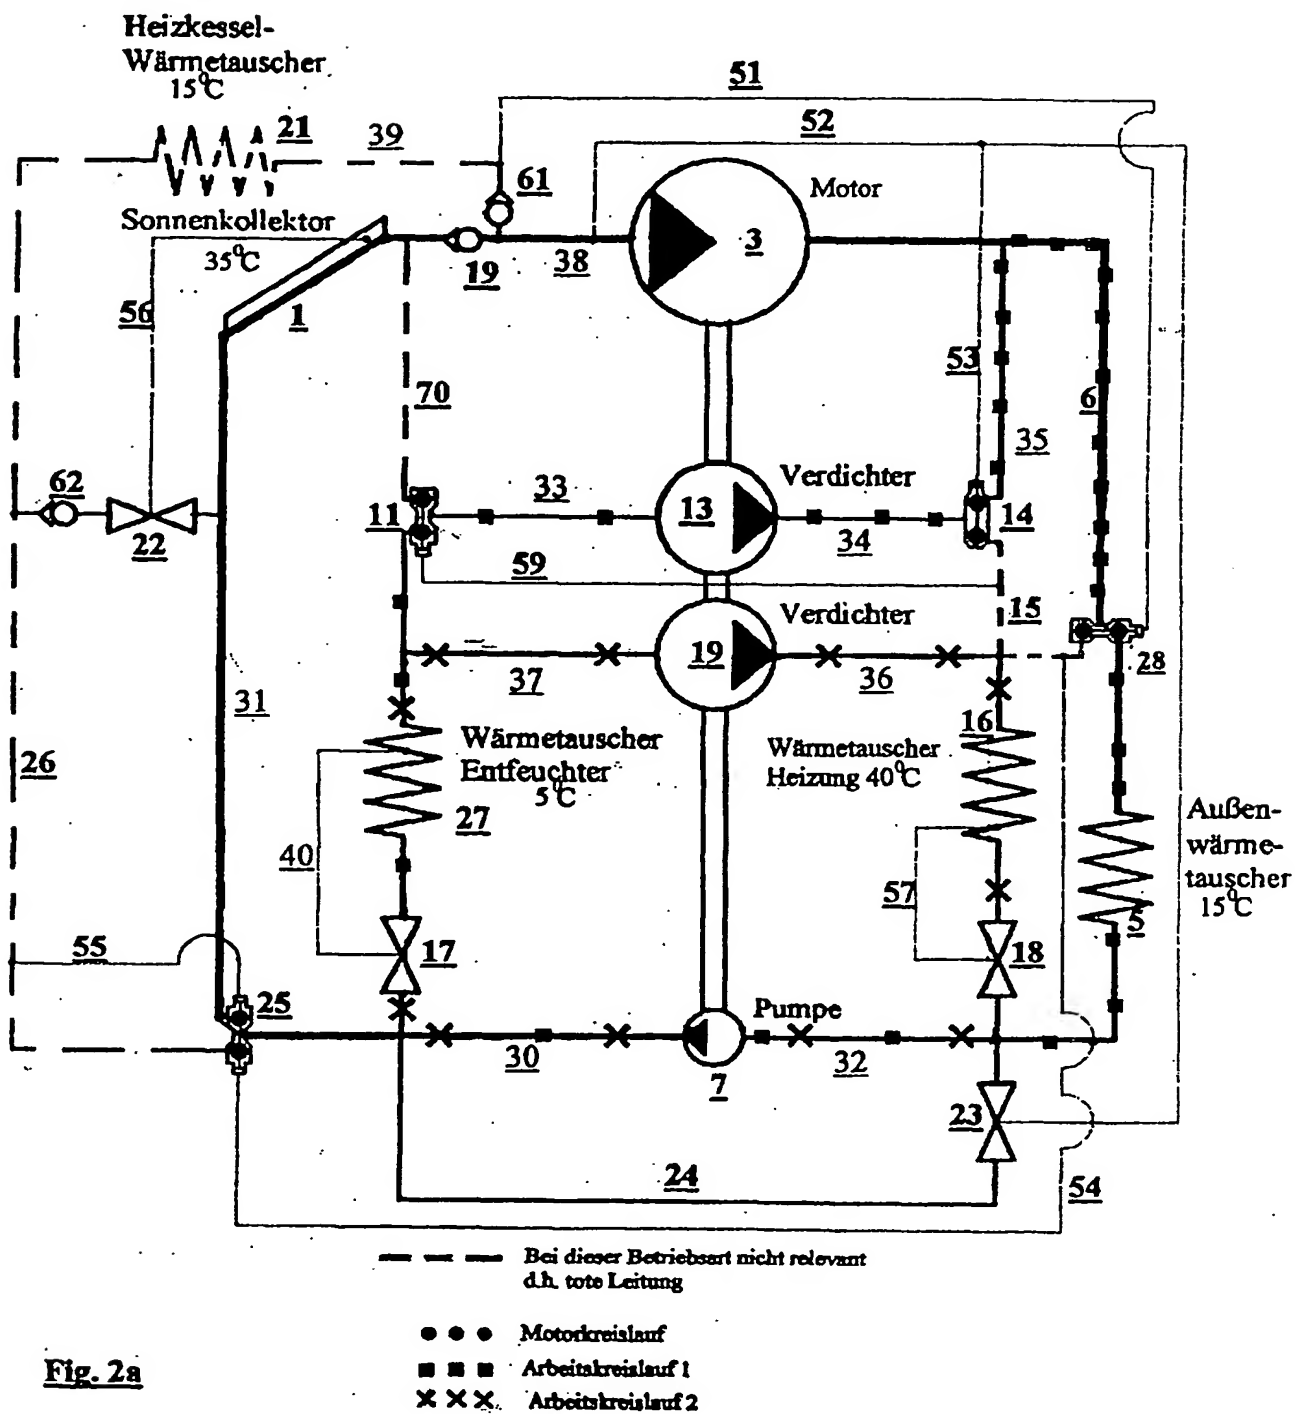 Heizkessel-
Wärmetauscher
15°C
21
39
51
52
61
Motor
Sonnenkollektor
35°C
19
38
3
56
1
70
53
6
35
62
33
Verdichter
11
13
34
14
22
59
Verdichter
15
37
19
36
28
31
16
Wärmetauscher
Entfeuchter
5°C
Wärmetauscher
Heizung 40°C
26
27
Außen-
wärme-
tauscher
15°C
40
57
5
55
17
18
25
Pumpe
30
7
32
23
24
54
Bei dieser Betriebsart nicht relevant
d.h. tote Leitung
Motorkreislauf
Arbeitskreislauf 1
Arbeitskreislauf 2
Fig. 2a